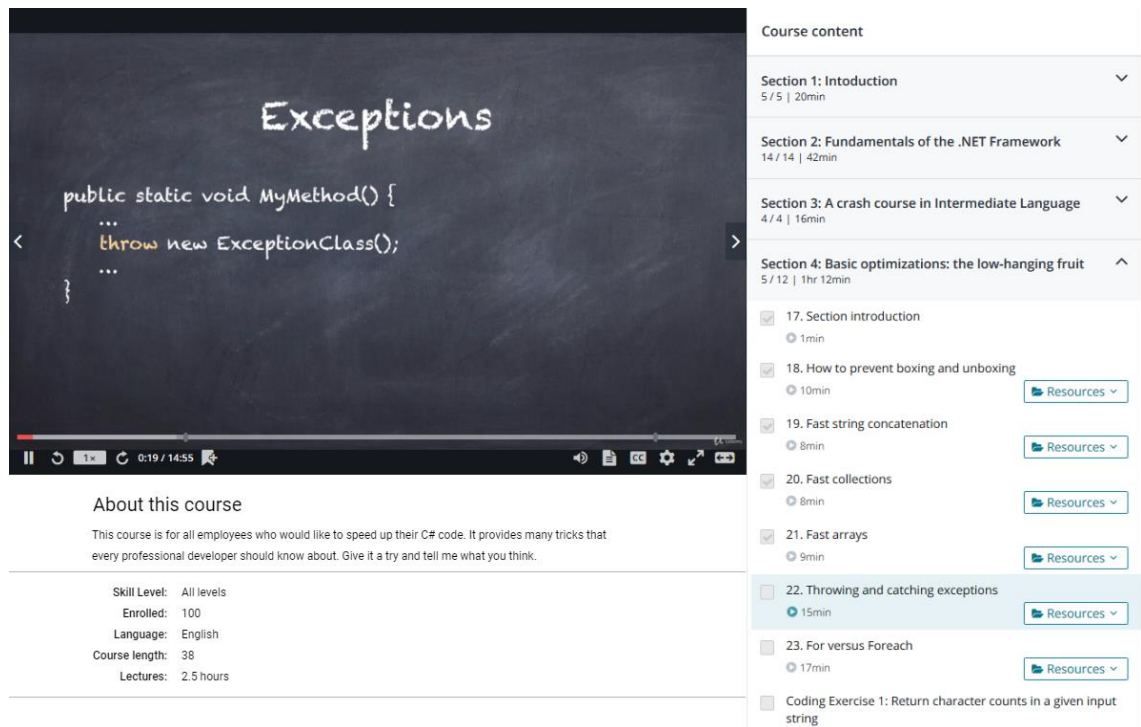 Exceptions
public static void MyMethod() {
...
throw new ExceptionClass();
...
}
1x
0:19 / 14:55
CC
About this course
This course is for all employees who would like to speed up their C# code. It provides many tricks that
every professional developer should know about. Give it a try and tell me what you think.
Skill Level: All levels
Enrolled: 100
Language: English
Course length: 38
Lectures: 2.5 hours
Course content
Section 1: Intoduction
5 / 5 | 20min
Section 2: Fundamentals of the .NET Framework
14 / 14 | 42min
Section 3: A crash course in Intermediate Language
4 / 4 | 16min
Section 4: Basic optimizations: the low-hanging fruit
5 / 12 | 1hr 12min
17. Section introduction
1min
18. How to prevent boxing and unboxing
10min
Resources
19. Fast string concatenation
8min
Resources
20. Fast collections
8min
Resources
21. Fast arrays
9min
Resources
22. Throwing and catching exceptions
15min
Resources
23. For versus Foreach
17min
Resources
Coding Exercise 1: Return character counts in a given input
string